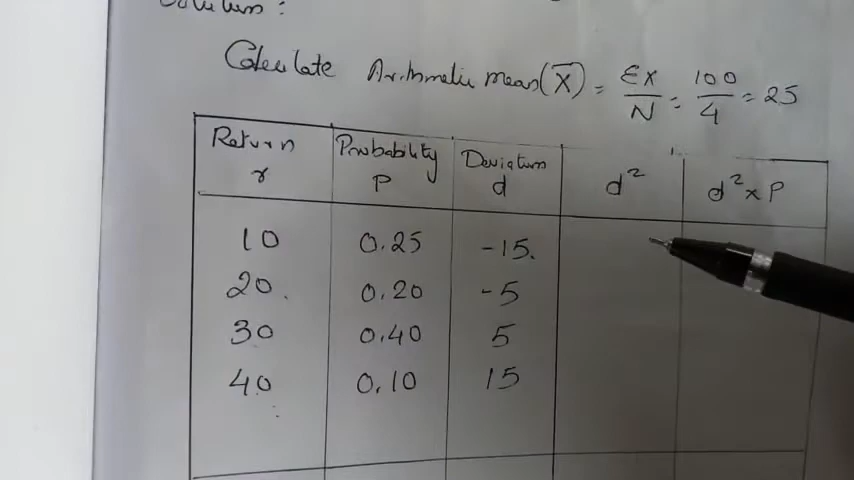 Calculate Arithmetic mean (X̄) = ƐX/N = 100/4 = 25
Return r | Probability P | Deviation d | d² | d² x P
10 | 0.25 | -15.
20. | 0.20 | -5
30 | 0.40 | 5
40 | 0.10 | 15